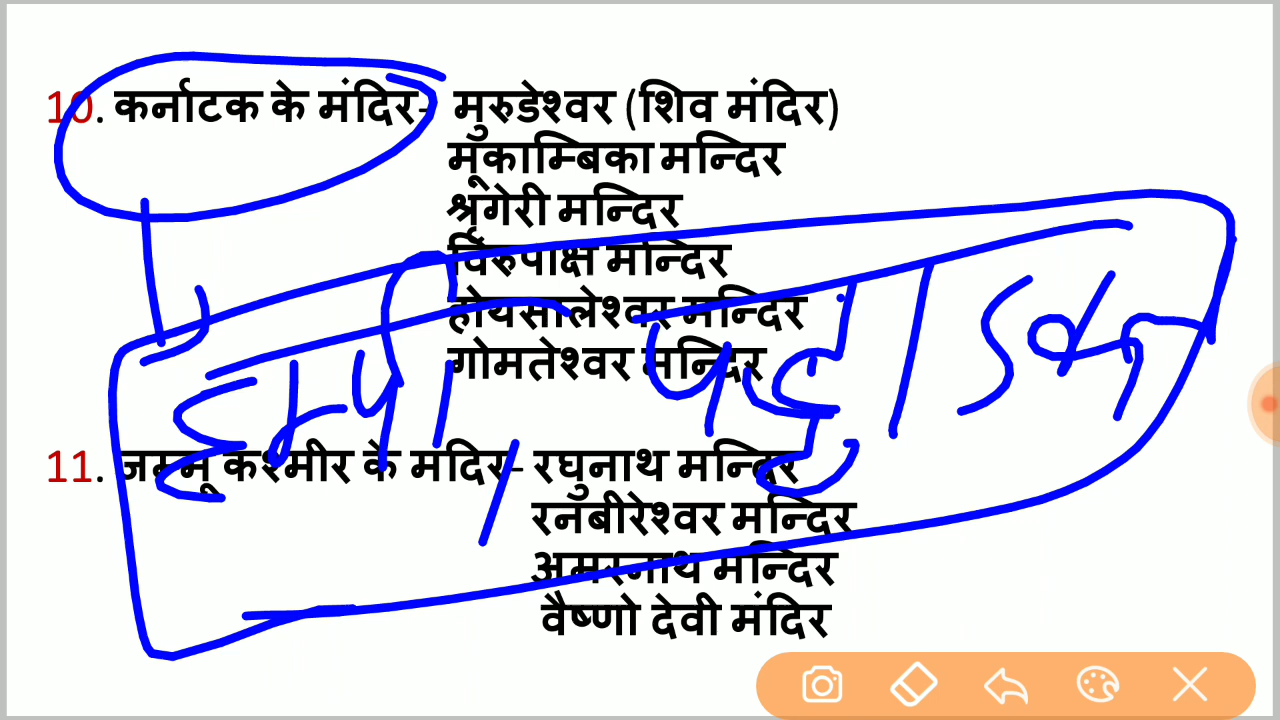 10. कर्नाटक के मंदिर- मुरुडेश्वर (शिव मंदिर)
मूकाम्बिका मन्दिर
श्रृंगेरी मन्दिर
विरुपाक्ष मन्दिर
होयसालेश्वर मन्दिर
गोमतेश्वर मन्दिर
हम्पी,
11. जम्मू कश्मीर के मंदिर- रघुनाथ मन्दिर
रनबीरेश्वर मन्दिर
अमरनाथ मन्दिर
वैष्णो देवी मंदिर